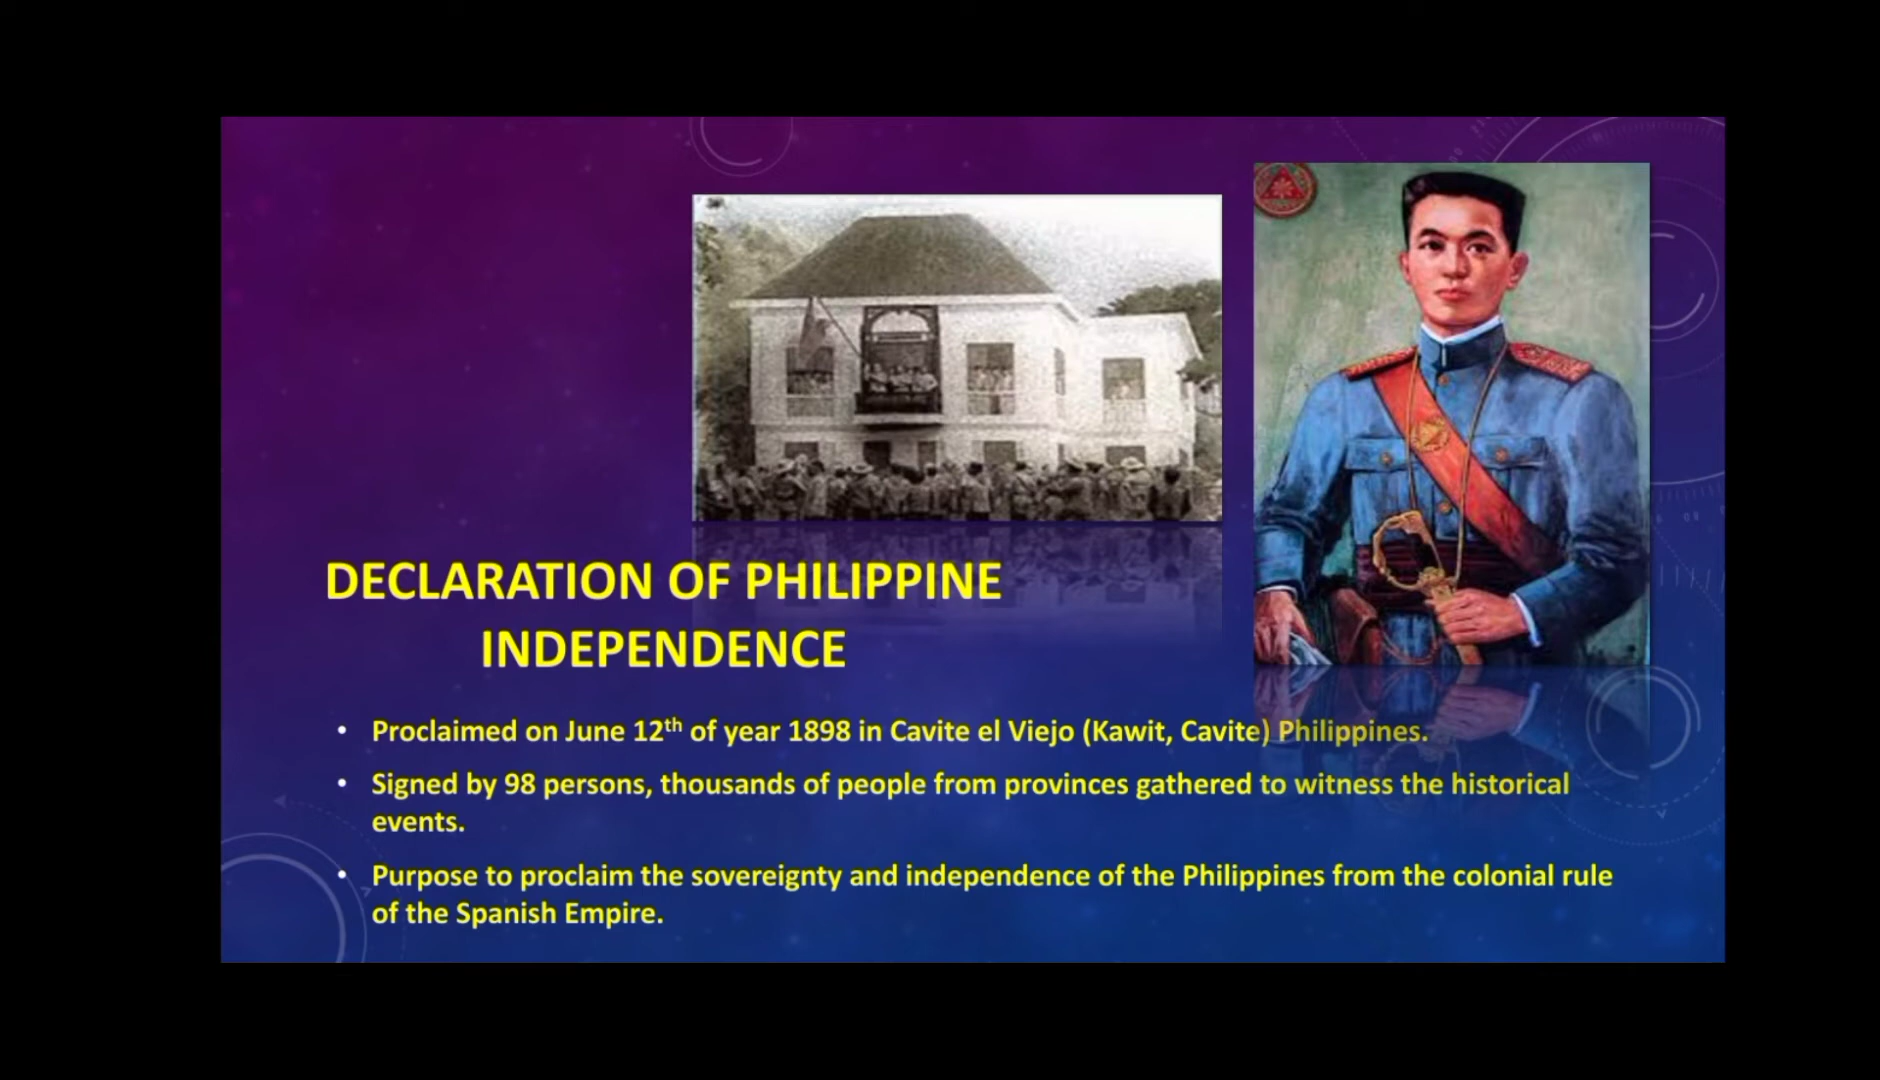 DECLARATION OF PHILIPPINE
INDEPENDENCE
• Proclaimed on June 12th of year 1898 in Cavite el Viejo (Kawit, Cavite) Philippines.
• Signed by 98 persons, thousands of people from provinces gathered to witness the historical
events.
• Purpose to proclaim the sovereignty and independence of the Philippines from the colonial rule
of the Spanish Empire.